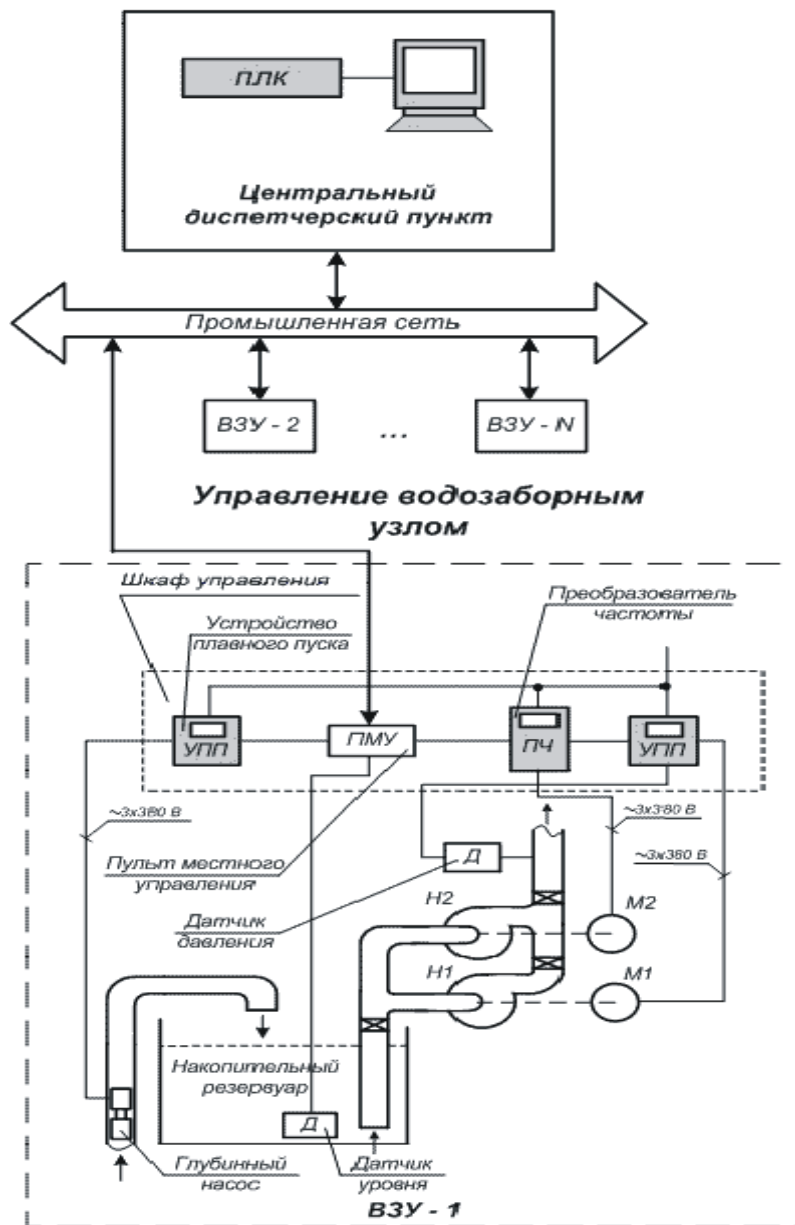 ПЛК
Центральный
диспетчерский пункт
Промышленная сеть
ВЗУ - 2
...
ВЗУ - N
Управление водозаборным
узлом
Шкаф управления
Преобразователь
частоты
Устройство
плавного пуска
УПП
ПМУ
ПЧ
УПП
~3х380 В
~3х380 В
~3х380 В
Пульт местного
управления
Д
Датчик
давления
Н2
М2
Н1
М1
Накопительный
резервуар
Д
Глубинный
насос
Датчик
уровня
ВЗУ - 1